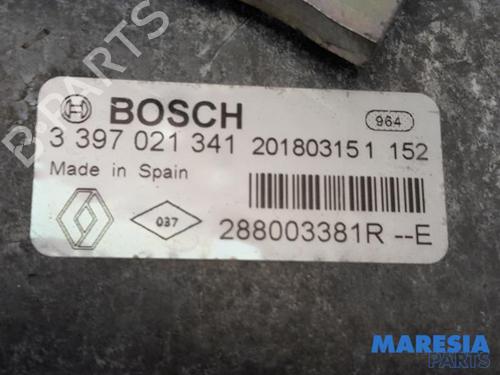 B-PARTS
BOSCH
964
3 397 021 341 201803151 152
Made in Spain
037
288003381R --E
MARESIA
PARTS